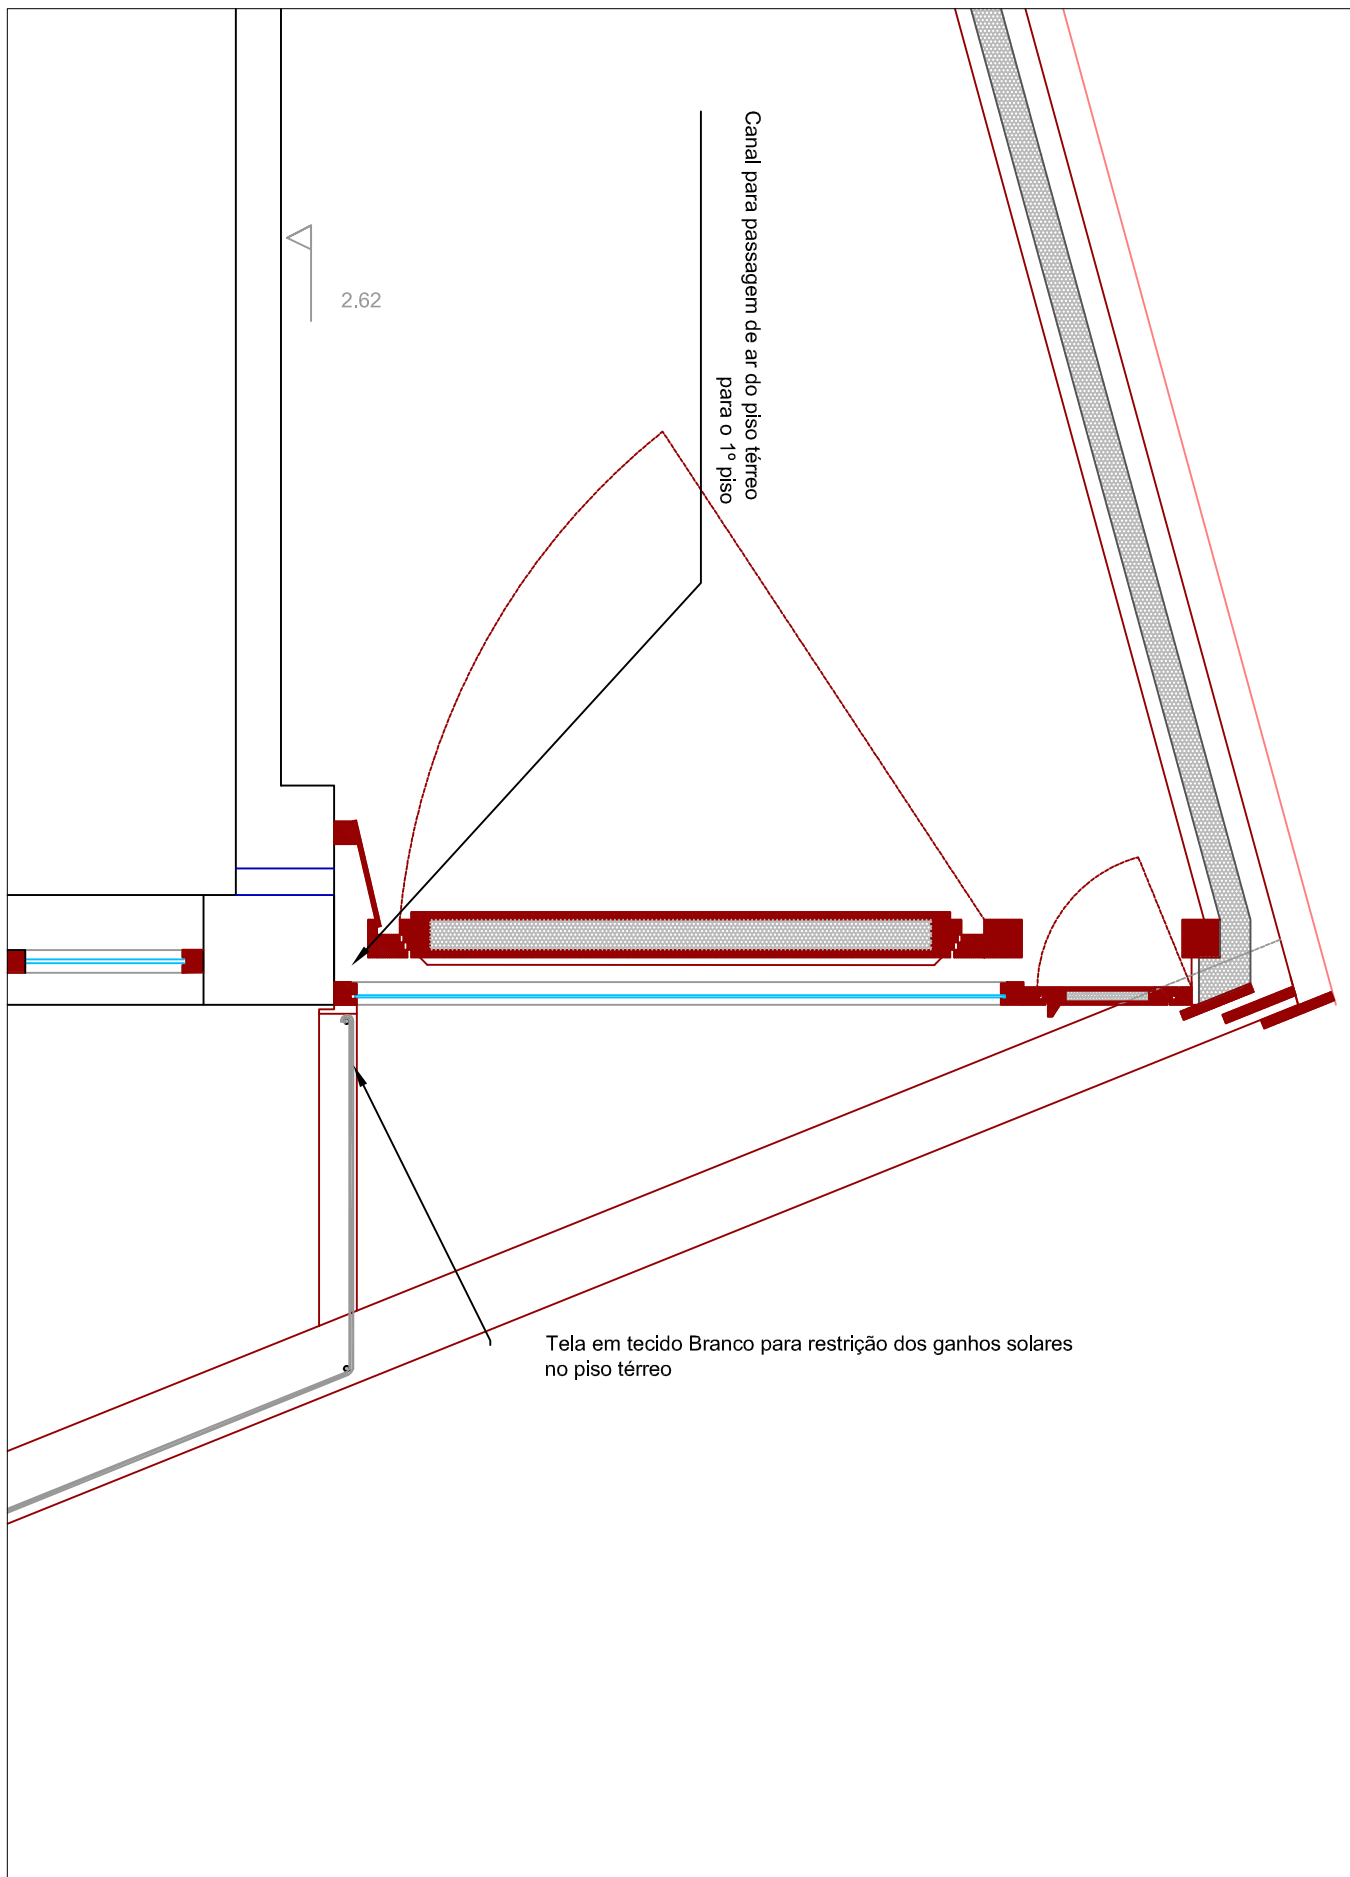 Canal para passagem de ar do piso térreo
para o 1º piso
2.62
Tela em tecido Branco para restrição dos ganhos solares
no piso térreo